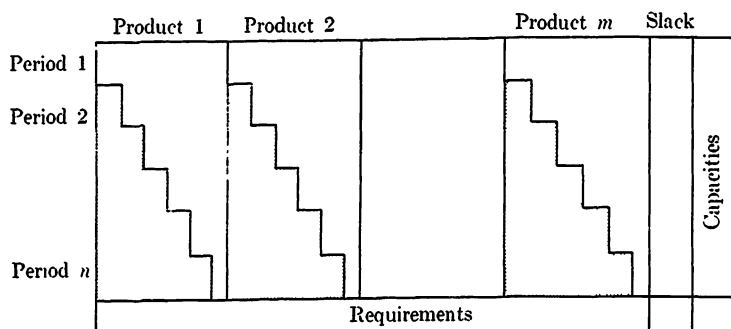 Product 1 Product 2 Product m Slack
Period 1
Period 2
Period n
Capacities
Requirements